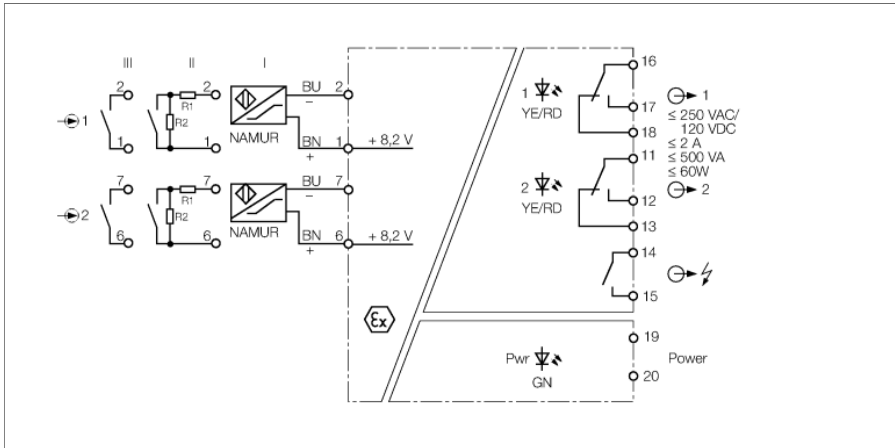 III
II
I
2
R1
2
BU
2
–
R2
1
1
1
NAMUR
BN
1
+ 8,2 V
+
7
R1
7
BU
7
–
2
R2
6
6
NAMUR
BN
6
+ 8,2 V
+
Ex
1
YE/RD
2
YE/RD
16
17
18
11
12
13
14
15
1
≤ 250 VAC/
120 VDC
≤ 2 A
≤ 500 VA
≤ 60W
2
Pwr
GN
19
20
Power